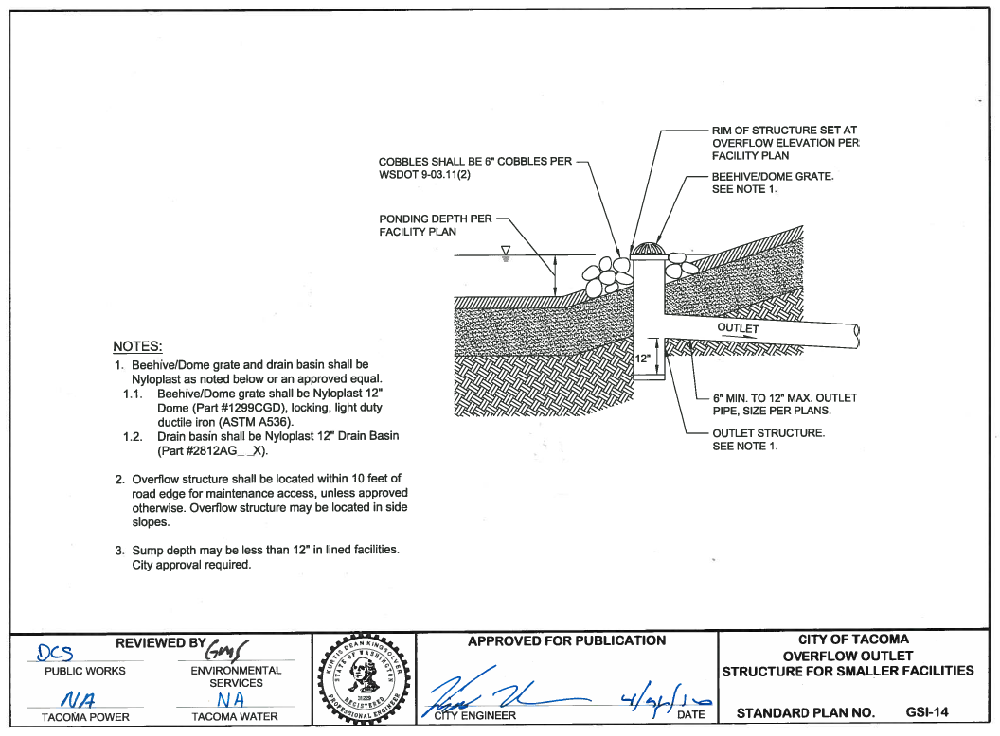 RIM OF STRUCTURE SET AT
OVERFLOW ELEVATION PER
FACILITY PLAN
COBBLES SHALL BE 6" COBBLES PER
WSDOT 9-03.11(2)
BEEHIVE/DOME GRATE.
SEE NOTE 1.
PONDING DEPTH PER
FACILITY PLAN
OUTLET
12"
6" MIN. TO 12" MAX. OUTLET
PIPE, SIZE PER PLANS.
OUTLET STRUCTURE.
SEE NOTE 1.
NOTES:
1. Beehive/Dome grate and drain basin shall be
Nyloplast as noted below or an approved equal.
1.1. Beehive/Dome grate shall be Nyloplast 12"
Dome (Part #1299CGD), locking, light duty
ductile iron (ASTM A536).
1.2. Drain basin shall be Nyloplast 12" Drain Basin
(Part #2812AG_ _X).
2. Overflow structure shall be located within 10 feet of
road edge for maintenance access, unless approved
otherwise. Overflow structure may be located in side
slopes.
3. Sump depth may be less than 12" in lined facilities.
City approval required.
REVIEWED BY
DCS
PUBLIC WORKS
ENVIRONMENTAL
SERVICES
NA
TACOMA POWER
NA
TACOMA WATER
KURTIS DEAN KINGSOLVER
STATE OF WASHINGTON
REGISTERED
PROFESSIONAL ENGINEER
APPROVED FOR PUBLICATION
CITY ENGINEER
DATE
CITY OF TACOMA
OVERFLOW OUTLET
STRUCTURE FOR SMALLER FACILITIES
STANDARD PLAN NO. GSI-14